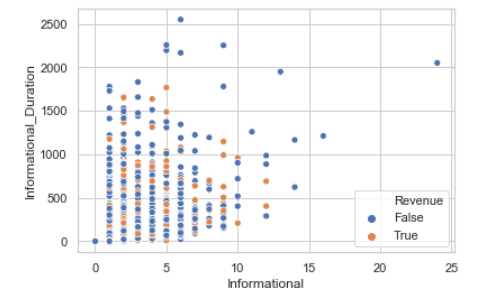 2500
2000
1500
1000
500
0
Informational_Duration
0 5 10 15 20 25
Informational
Revenue
False
True